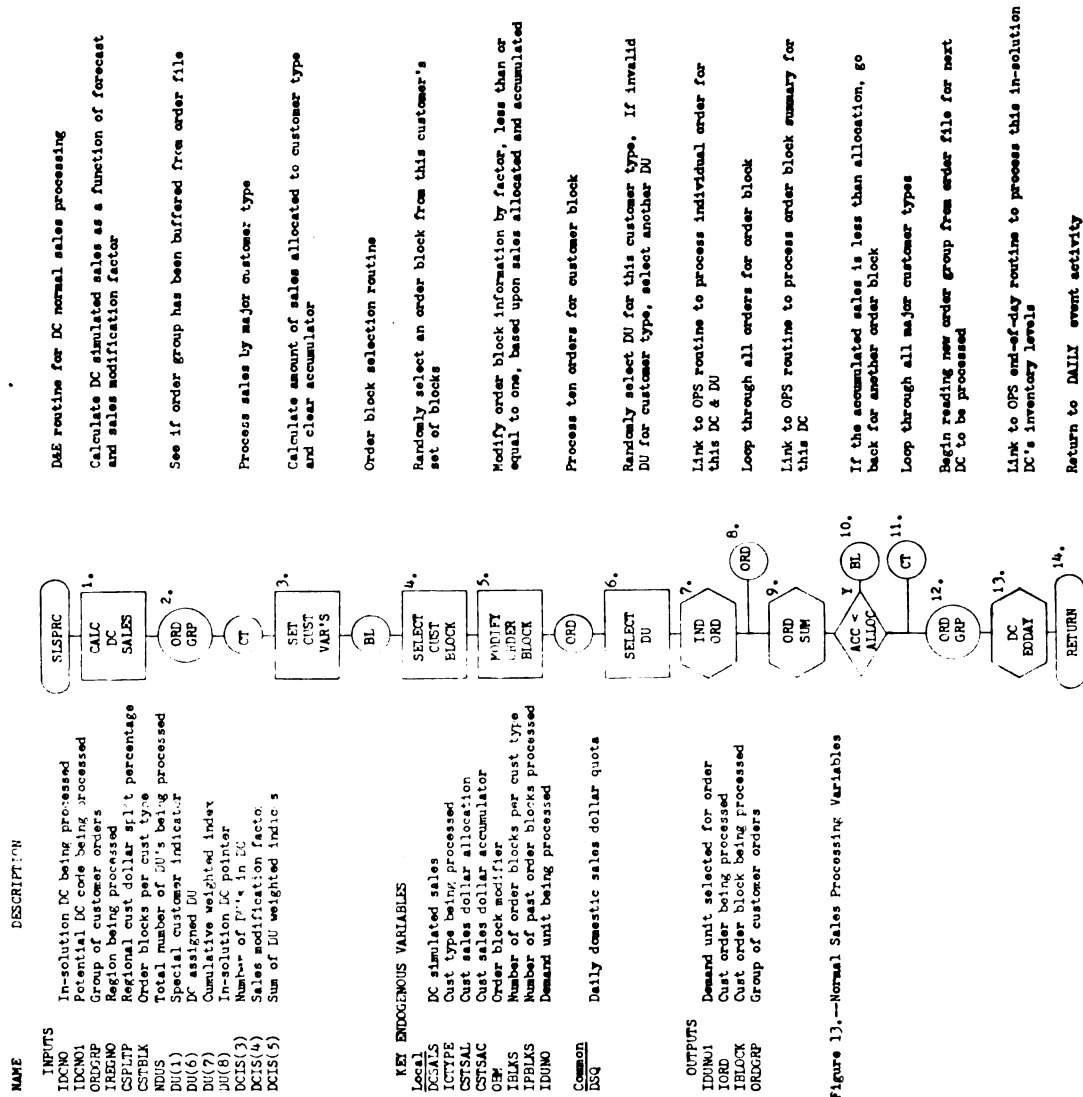 NAME DESCRIPTION
INPUTS
IDCNO In-solution DC being processed
IDCNO1 Potential DC code being processed
ORDGRP Group of customer orders
IREGNO Region being processed
CSPLTP Regional cust dollar split percentage
CSTBLK Order blocks per cust type
NDUS Total number of DU's being processed
DU(1) Special customer indicator
DU(6) DC assigned DU
DU(7) Cumulative weighted index
DU(8) In-solution DC pointer
DCIS(3) Number of DU's in DC
DCIS(4) Sales modification factor
DCIS(5) Sum of DU weighted indices
KEY ENDOGENOUS VARIABLES
Local
DCSALS DC simulated sales
ICTYPE Cust type being processed
CSTSAL Cust sales dollar allocation
CSTSAC Cust sales dollar accumulator
OBM Order block modifier
IBLKS Number of order blocks per cust type
IPBLKS Number of past order blocks processed
IDUNO Demand unit being processed
Common
DSQ Daily domestic sales dollar quota
OUTPUTS
IDUNO1 Demand unit selected for order
IORD Cust order being processed
IBLOCK Cust order block being processed
ORDGRP Group of customer orders
Figure 13.--Normal Sales Processing Variables
SLSPRC
1.
CALC
DC
SALES
2.
ORD
GRP
CT
3.
SET
CUST
VAR'S
BL
4.
SELECT
CUST
BLOCK
5.
MODIFY
ORDER
BLOCK
ORD
6.
SELECT
DU
7.
IND
ORD
8.
ORD
9.
ORD
SUM
10.
ACC <
ALLOC
Y
BL
11.
CT
12.
ORD
GRP
13.
DC
EODAY
14.
RETURN
D&E routine for DC normal sales processing
Calculate DC simulated sales as a function of forecast
and sales modification factor
See if order group has been buffered from order file
Process sales by major customer type
Calculate amount of sales allocated to customer type
and clear accumulator
Order block selection routine
Randomly select an order block from this customer's
set of blocks
Modify order block information by factor, less than or
equal to one, based upon sales allocated and accumulated
Process ten orders for customer block
Randomly select DU for this customer type. If invalid
DU for customer type, select another DU
Link to OPS routine to process individual order for
this DC & DU
Loop through all orders for order block
Link to OPS routine to process order block summary for
this DC
If the accumulated sales is less than allocation, go
back for another order block
Loop through all major customer types
Begin reading new order group from order file for next
DC to be processed
Link to OPS end-of-day routine to process this in-solution
DC's inventory levels
Return to DAILY event activity